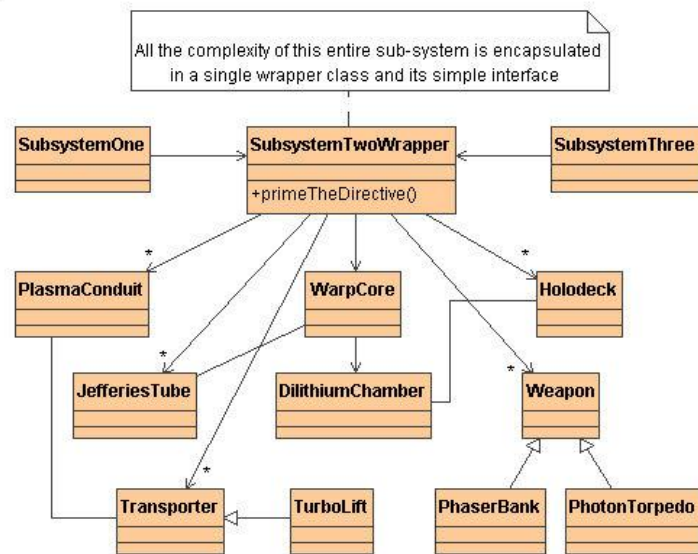 All the complexity of this entire sub-system is encapsulated
in a single wrapper class and its simple interface
SubsystemOne
SubsystemTwoWrapper
SubsystemThree
+primeTheDirective()
*
*
PlasmaConduit
WarpCore
Holodeck
*
*
JefferiesTube
DilithiumChamber
Weapon
*
Transporter
TurboLift
PhaserBank
PhotonTorpedo